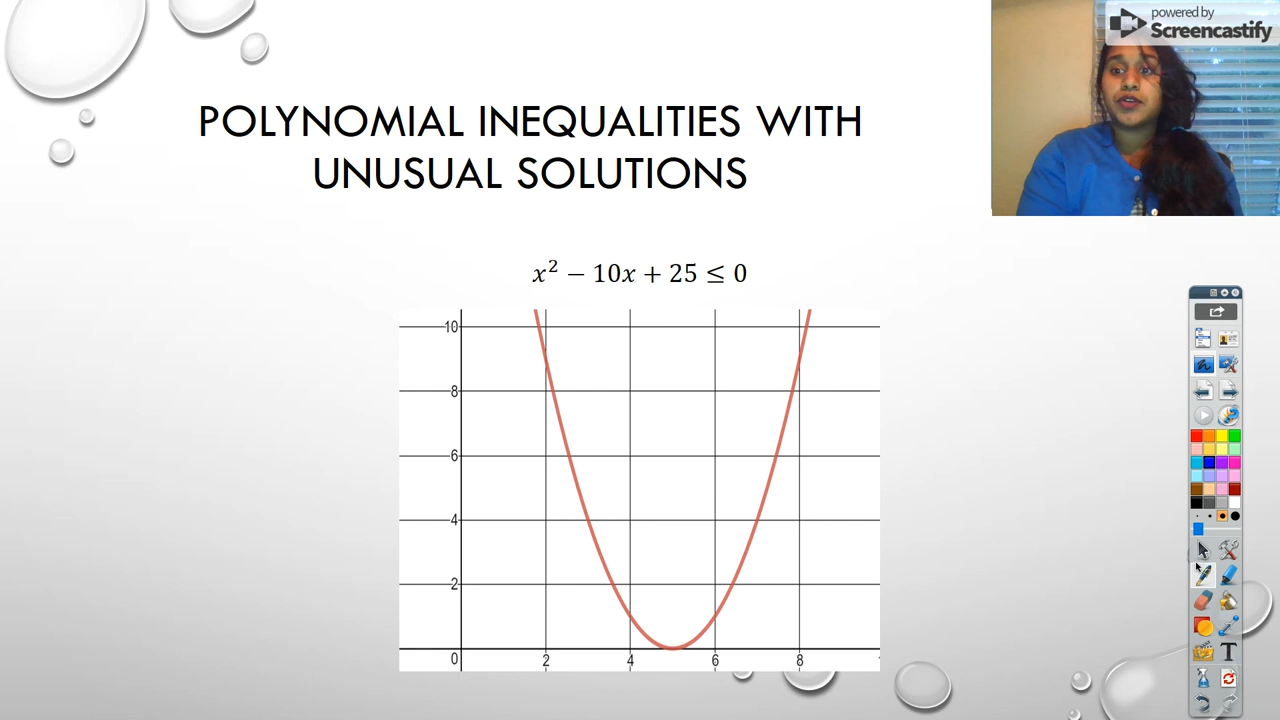 powered by
Screencastify
POLYNOMIAL INEQUALITIES WITH
UNUSUAL SOLUTIONS
x² − 10x + 25 ≤ 0
10
8
6
4
2
0
2
4
6
8
T